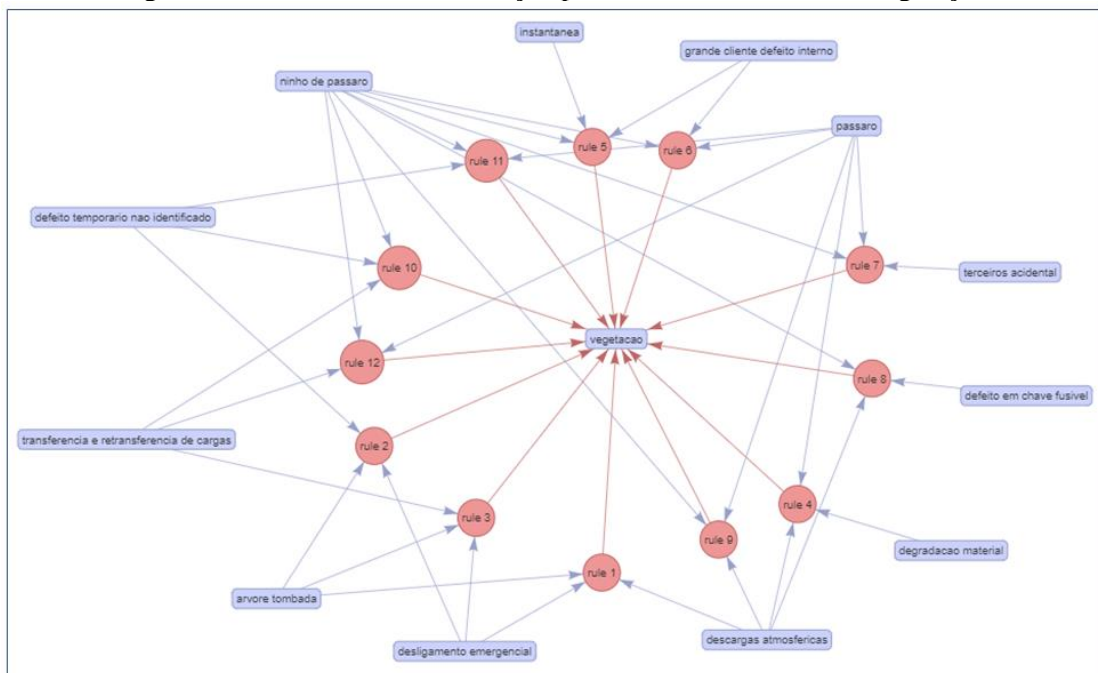 instantanea
grande cliente defeito interno
ninho de passaro
passaro
rule 5
rule 6
rule 11
defeito temporario nao identificado
rule 10
rule 7
terceiros acidental
vegetacao
rule 12
rule 8
defeito em chave fusivel
transferencia e retransferencia de cargas
rule 2
rule 4
rule 3
rule 9
degradacao material
rule 1
arvore tombada
descargas atmosfericas
desligamento emergencial